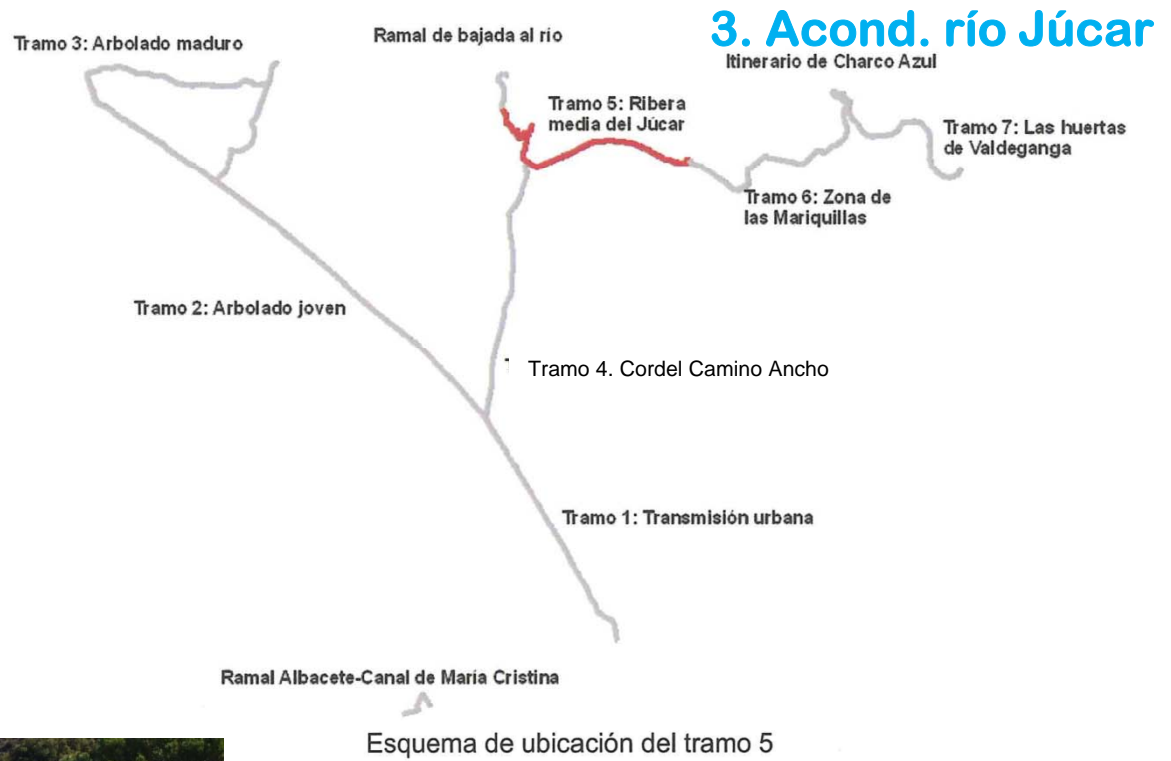 3. Acond. río Júcar
Tramo 3: Arbolado maduro
Ramal de bajada al río
Itinerario de Charco Azul
Tramo 5: Ribera
media del Júcar
Tramo 7: Las huertas
de Valdeganga
Tramo 6: Zona de
las Mariquillas
Tramo 2: Arbolado joven
Tramo 4. Cordel Camino Ancho
Tramo 1: Transmisión urbana
Ramal Albacete-Canal de María Cristina
Esquema de ubicación del tramo 5